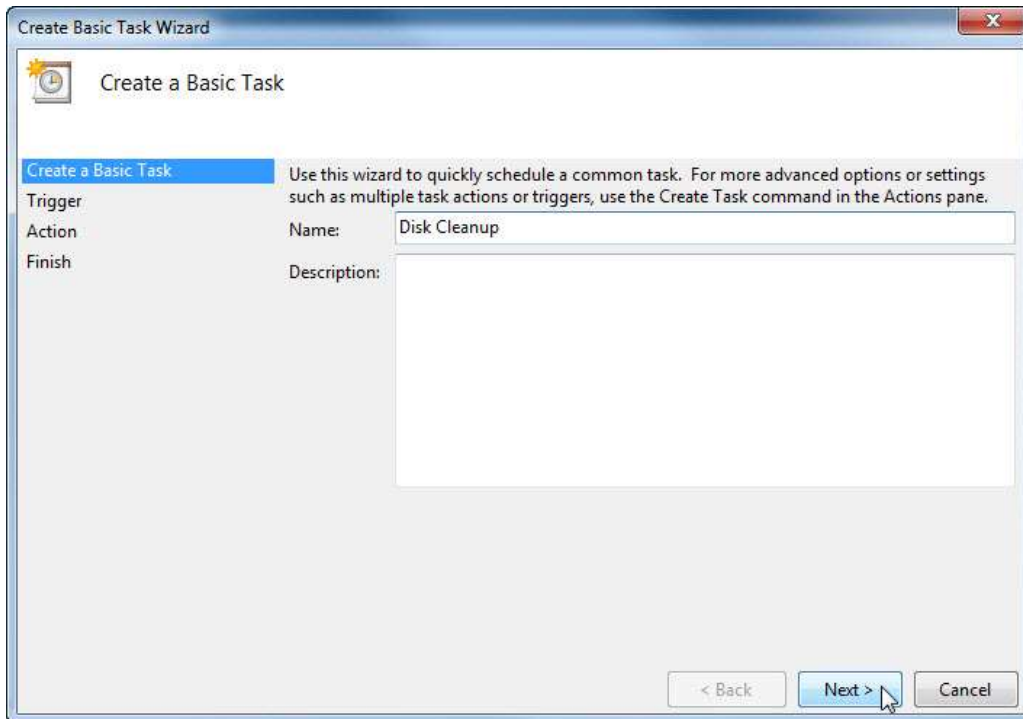 Create Basic Task Wizard
Create a Basic Task
Create a Basic Task
Trigger
Action
Finish
Use this wizard to quickly schedule a common task. For more advanced options or settings
such as multiple task actions or triggers, use the Create Task command in the Actions pane.
Name: Disk Cleanup
Description:
< Back Next > Cancel